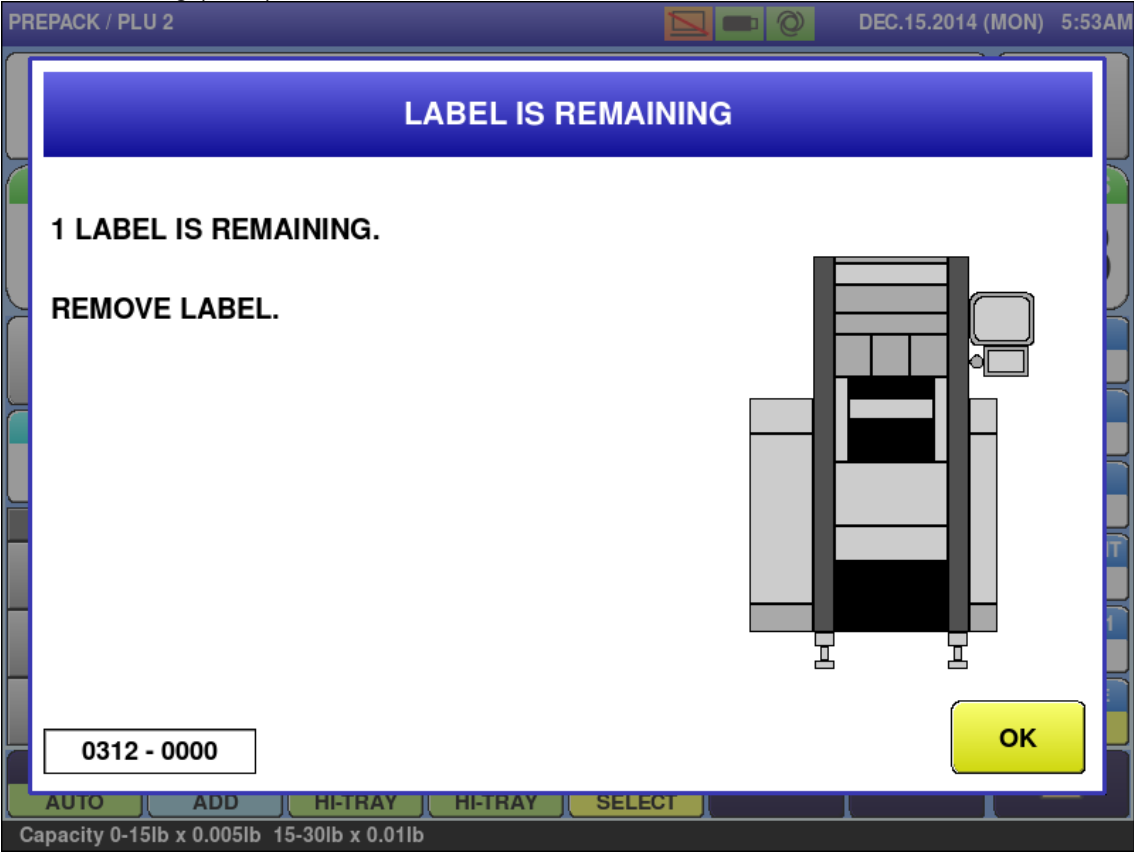 PREPACK / PLU 2
DEC.15.2014 (MON) 5:53AM
LABEL IS REMAINING
1 LABEL IS REMAINING.
REMOVE LABEL.
0312 - 0000
OK
AUTO ADD HI-TRAY HI-TRAY SELECT
Capacity 0-15lb x 0.005lb 15-30lb x 0.01lb